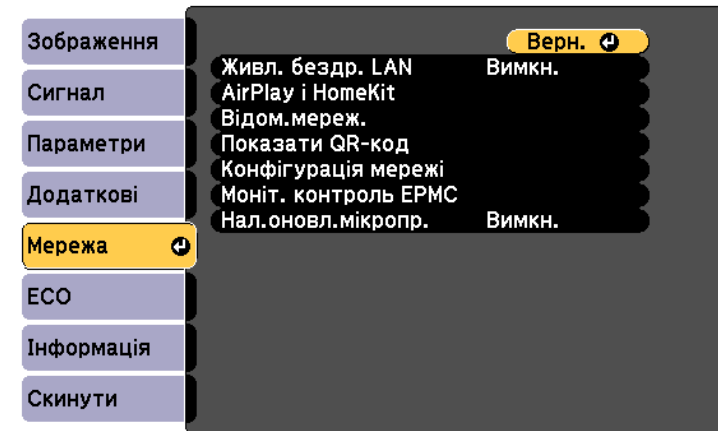 Зображення
Сигнал
Параметри
Додаткові
Мережа
ECO
Інформація
Скинути
Верн.
Живл. бездр. LAN Вимкн.
AirPlay і HomeKit
Відом.мереж.
Показати QR-код
Конфігурація мережі
Моніт. контроль EPMC
Нал.оновл.мікропр. Вимкн.